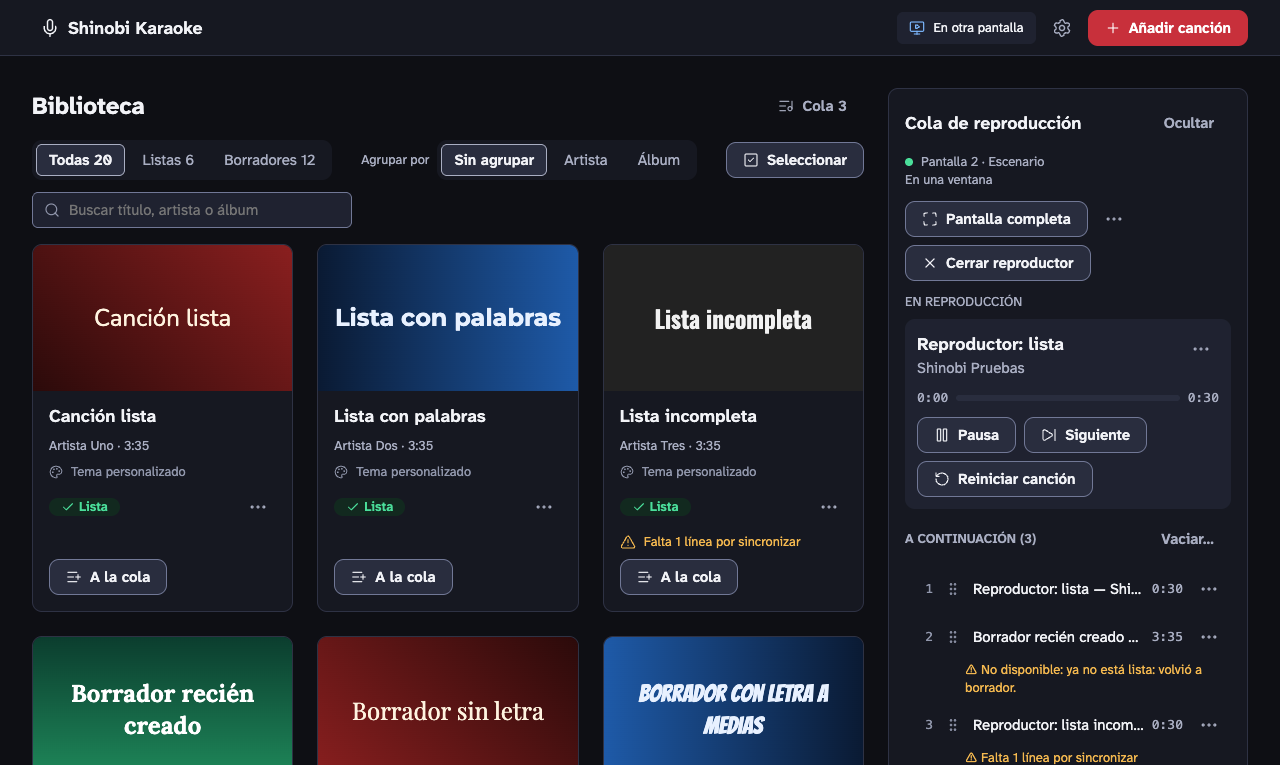 Shinobi Karaoke
En otra pantalla
Añadir canción
Biblioteca
Cola 3
Todas 20
Listas 6
Borradores 12
Agrupar por
Sin agrupar
Artista
Álbum
Seleccionar
Buscar título, artista o álbum
Canción lista
Canción lista
Artista Uno · 3:35
Tema personalizado
Lista
A la cola
Lista con palabras
Lista con palabras
Artista Dos · 3:35
Tema personalizado
Lista
A la cola
Lista incompleta
Lista incompleta
Artista Tres · 3:35
Tema personalizado
Lista
Falta 1 línea por sincronizar
A la cola
Borrador recién
creado
Borrador sin letra
BORRADOR CON LETRA A
MEDIAS
Cola de reproducción
Ocultar
Pantalla 2 · Escenario
En una ventana
Pantalla completa
Cerrar reproductor
EN REPRODUCCIÓN
Reproductor: lista
Shinobi Pruebas
0:00
0:30
Pausa
Siguiente
Reiniciar canción
A CONTINUACIÓN (3)
Vaciar...
1 Reproductor: lista — Shi... 0:30
2 Borrador recién creado ... 3:35
No disponible: ya no está lista: volvió a
borrador.
3 Reproductor: lista incom... 0:30
Falta 1 línea por sincronizar